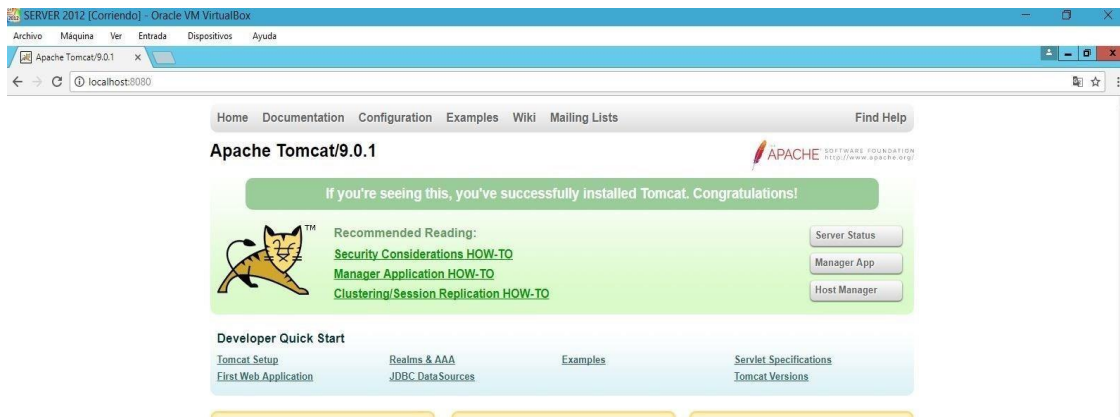 SERVER 2012 [Corriendo] - Oracle VM VirtualBox
Archivo Máquina Ver Entrada Dispositivos Ayuda
Apache Tomcat/9.0.1
localhost:8080
Home Documentation Configuration Examples Wiki Mailing Lists Find Help
Apache Tomcat/9.0.1
APACHE SOFTWARE FOUNDATION
http://www.apache.org/
If you're seeing this, you've successfully installed Tomcat. Congratulations!
TM
Recommended Reading:
Security Considerations HOW-TO
Manager Application HOW-TO
Clustering/Session Replication HOW-TO
Server Status
Manager App
Host Manager
Developer Quick Start
Tomcat Setup Realms & AAA Examples Servlet Specifications
First Web Application JDBC DataSources Tomcat Versions